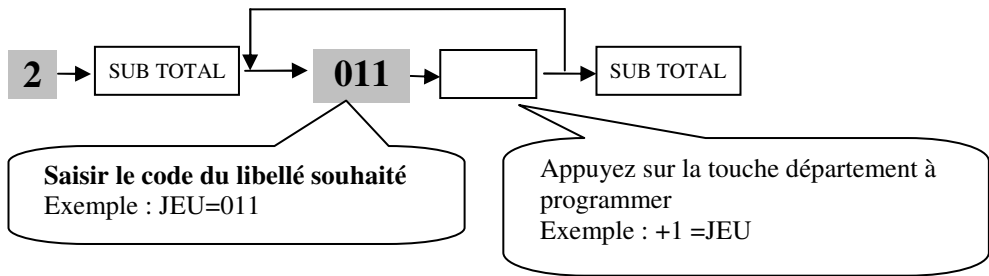 2 SUB TOTAL 011 SUB TOTAL
Saisir le code du libellé souhaité
Exemple : JEU=011
Appuyez sur la touche département à
programmer
Exemple : +1 =JEU